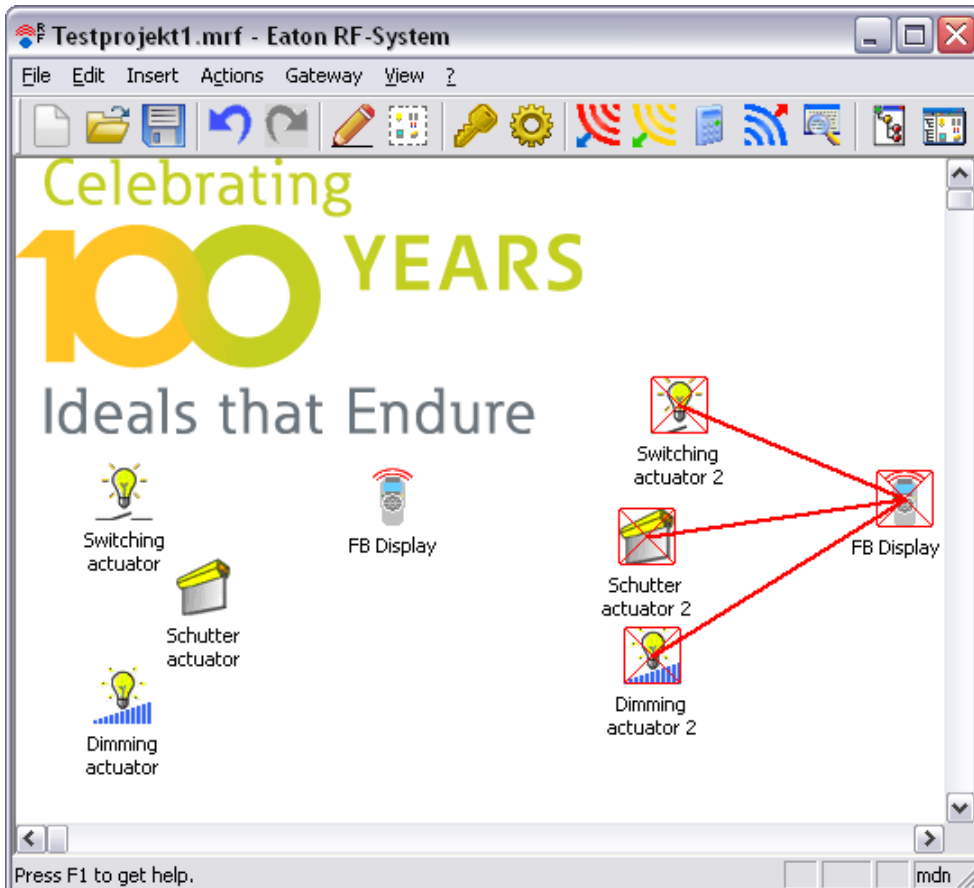 Testprojekt1.mrf - Eaton RF-System
File Edit Insert Actions Gateway View ?
Celebrating
100 YEARS
Ideals that Endure
Switching
actuator 2
Switching
actuator
FB Display
FB Display
Schutter
actuator 2
Schutter
actuator
Dimming
actuator 2
Dimming
actuator
Press F1 to get help.
mdn